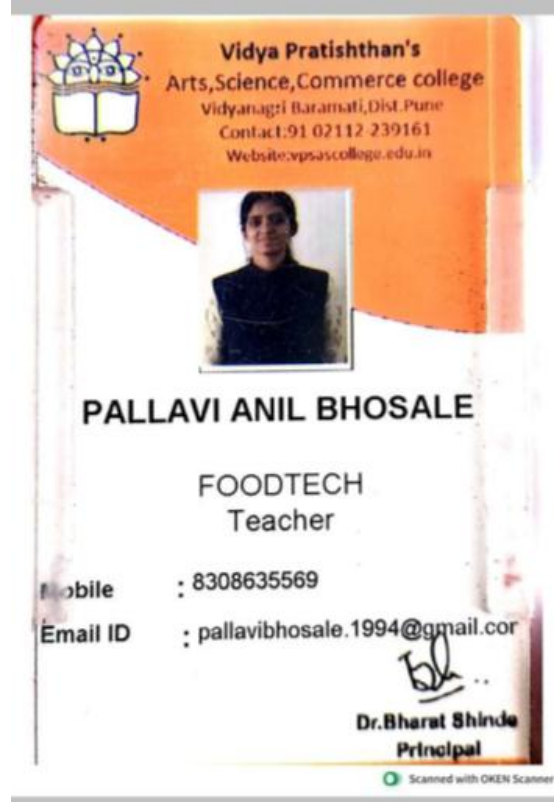 Vidya Pratishthan's
Arts,Science,Commerce college
Vidyanagri Baramati,Dist.Pune
Contact:91 02112-239161
Website:vpsascollege.edu.in
PALLAVI ANIL BHOSALE
FOODTECH
Teacher
Mobile : 8308635569
Email ID : pallavibhosale.1994@gmail.cor
Dr.Bharat Shinde
Principal
Scanned with OKEN Scanner